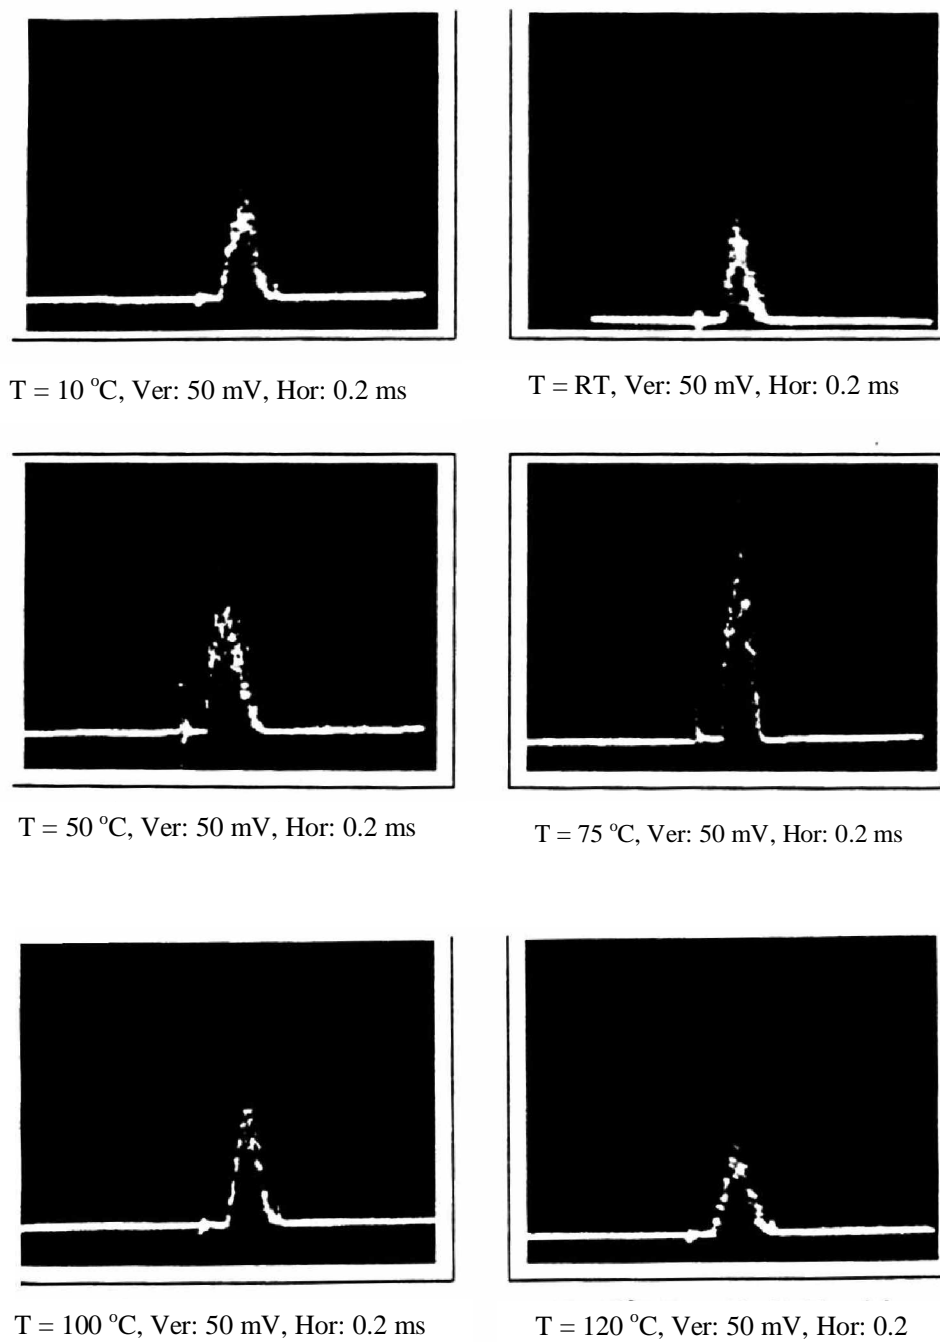 T = 10 °C, Ver: 50 mV, Hor: 0.2 ms
T = RT, Ver: 50 mV, Hor: 0.2 ms
T = 50 °C, Ver: 50 mV, Hor: 0.2 ms
T = 75 °C, Ver: 50 mV, Hor: 0.2 ms
T = 100 °C, Ver: 50 mV, Hor: 0.2 ms
T = 120 °C, Ver: 50 mV, Hor: 0.2